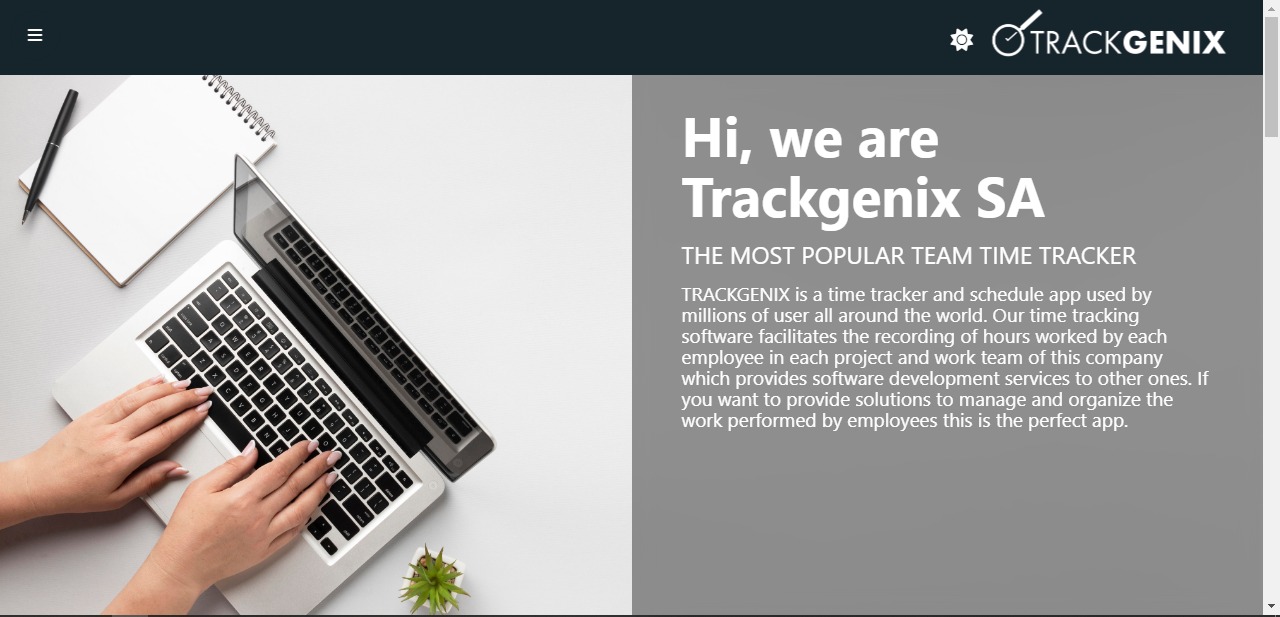 TRACKGENIX
Hi, we are
Trackgenix SA
THE MOST POPULAR TEAM TIME TRACKER
TRACKGENIX is a time tracker and schedule app used by
millions of user all around the world. Our time tracking
software facilitates the recording of hours worked by each
employee in each project and work team of this company
which provides software development services to other ones. If
you want to provide solutions to manage and organize the
work performed by employees this is the perfect app.